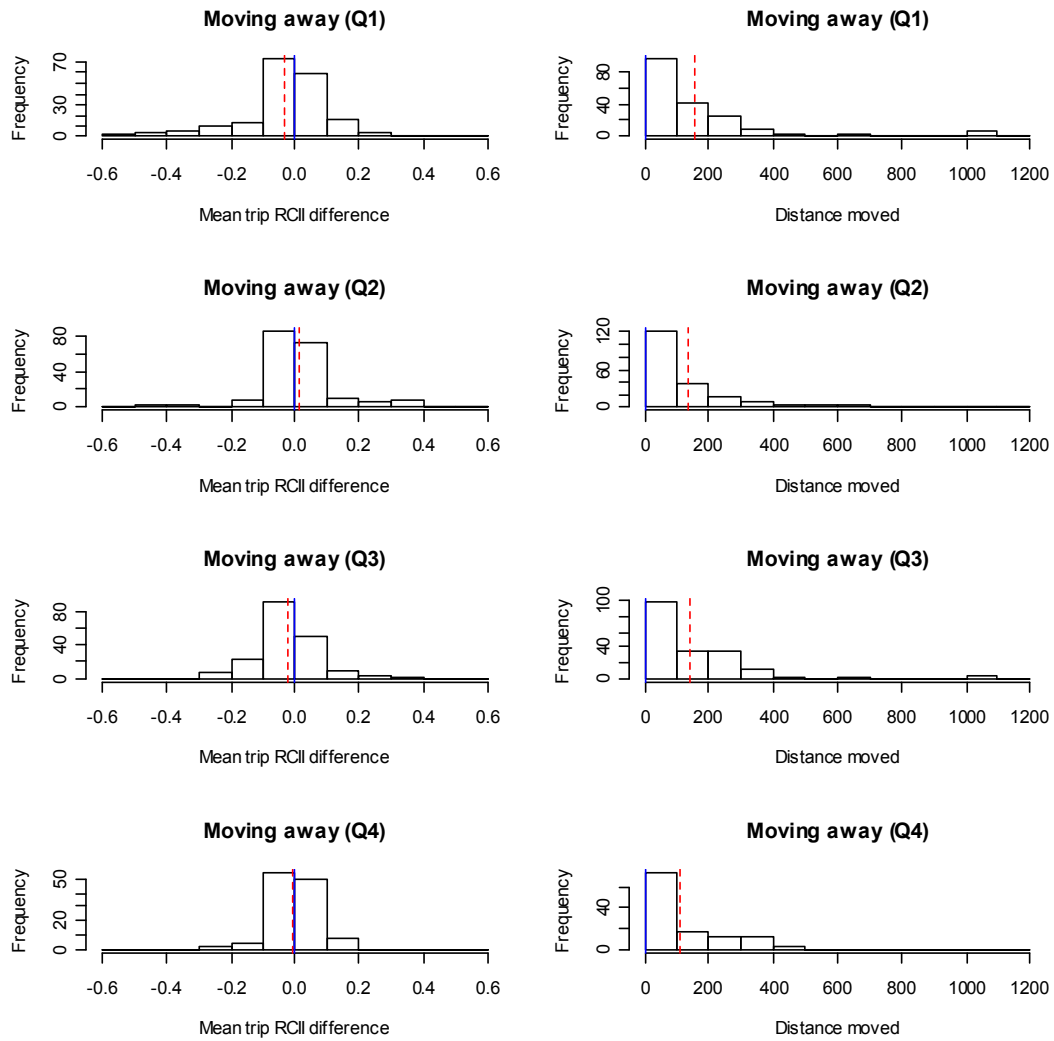 Moving away (Q1)
Frequency
0 30 70
-0.6 -0.4 -0.2 0.0 0.2 0.4 0.6
Mean trip RCII difference
Moving away (Q1)
Frequency
0 40 80
0 200 400 600 800 1000 1200
Distance moved
Moving away (Q2)
Frequency
0 40 80
-0.6 -0.4 -0.2 0.0 0.2 0.4 0.6
Mean trip RCII difference
Moving away (Q2)
Frequency
0 60 120
0 200 400 600 800 1000 1200
Distance moved
Moving away (Q3)
Frequency
0 40 80
-0.6 -0.4 -0.2 0.0 0.2 0.4 0.6
Mean trip RCII difference
Moving away (Q3)
Frequency
0 40 100
0 200 400 600 800 1000 1200
Distance moved
Moving away (Q4)
Frequency
0 20 50
-0.6 -0.4 -0.2 0.0 0.2 0.4 0.6
Mean trip RCII difference
Moving away (Q4)
Frequency
0 40
0 200 400 600 800 1000 1200
Distance moved